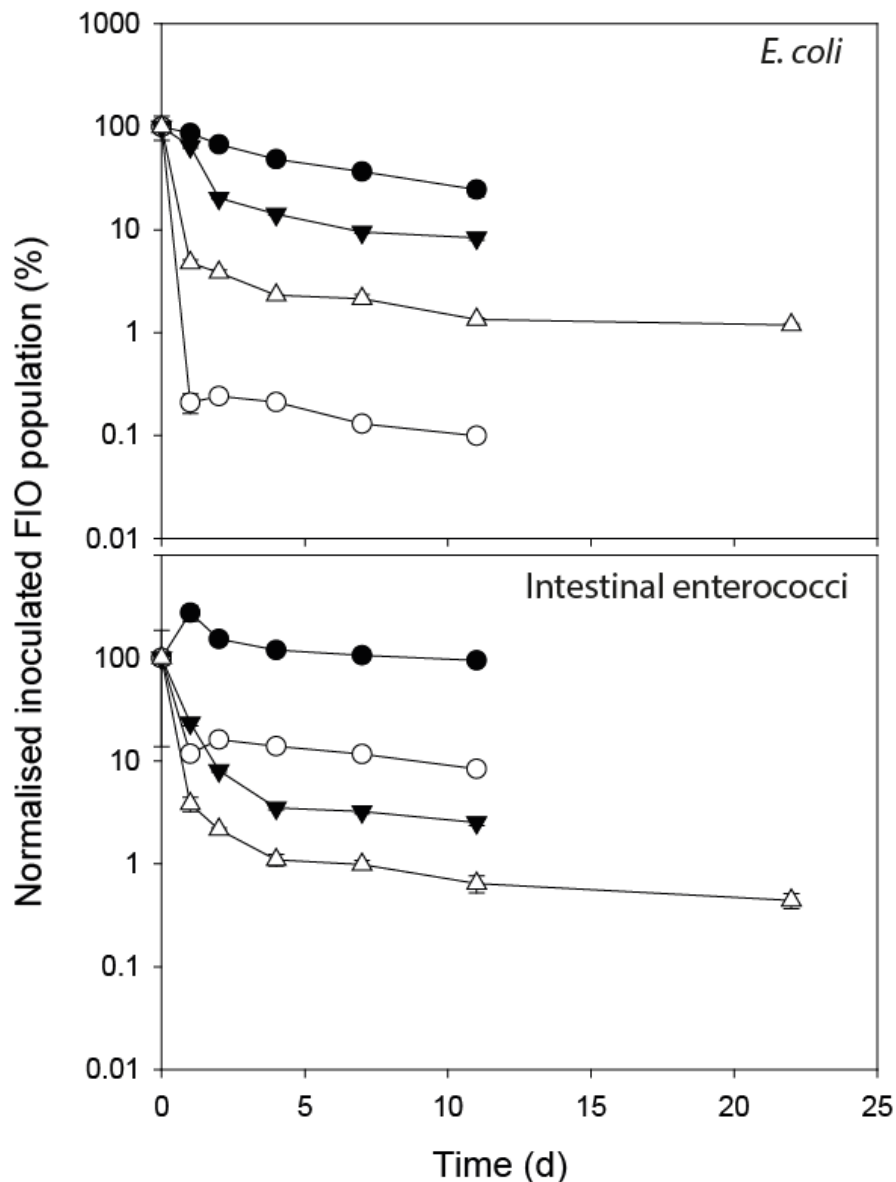 1000
E. coli
100
10
1
0.1
0.01
Normalised inoculated FIO population (%)
Intestinal enterococci
100
10
1
0.1
0.01
0 5 10 15 20 25
Time (d)